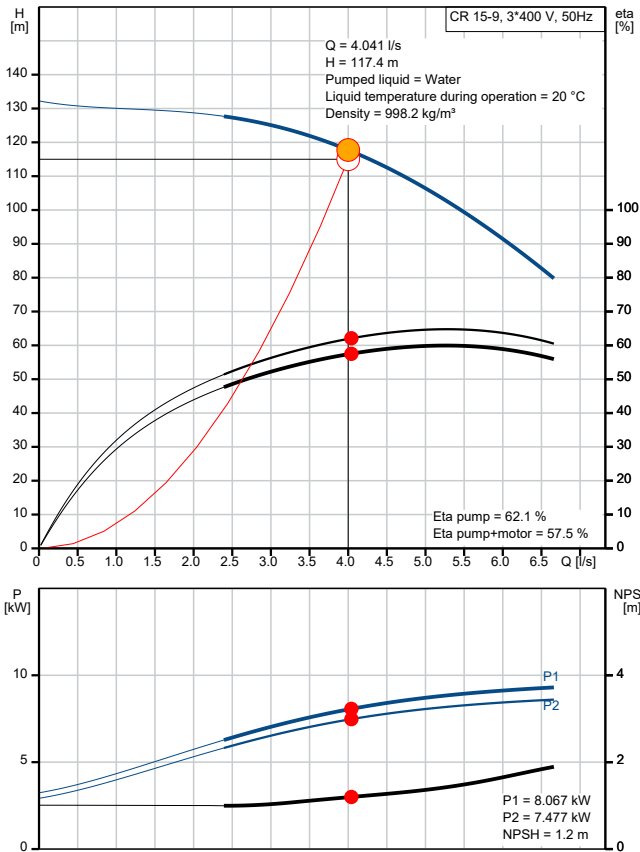 H
[m]
CR 15-9, 3*400 V, 50Hz
eta
[%]
Q = 4.041 l/s
H = 117.4 m
Pumped liquid = Water
Liquid temperature during operation = 20 °C
Density = 998.2 kg/m³
140
130
120
110
100
90
80
70
60
50
40
30
20
10
0
100
90
80
70
60
50
40
30
20
10
0
Eta pump = 62.1 %
Eta pump+motor = 57.5 %
0 0.5 1.0 1.5 2.0 2.5 3.0 3.5 4.0 4.5 5.0 5.5 6.0 6.5 Q [l/s]
P
[kW]
NPS
[m]
10
5
0
4
2
0
P1
P2
P1 = 8.067 kW
P2 = 7.477 kW
NPSH = 1.2 m